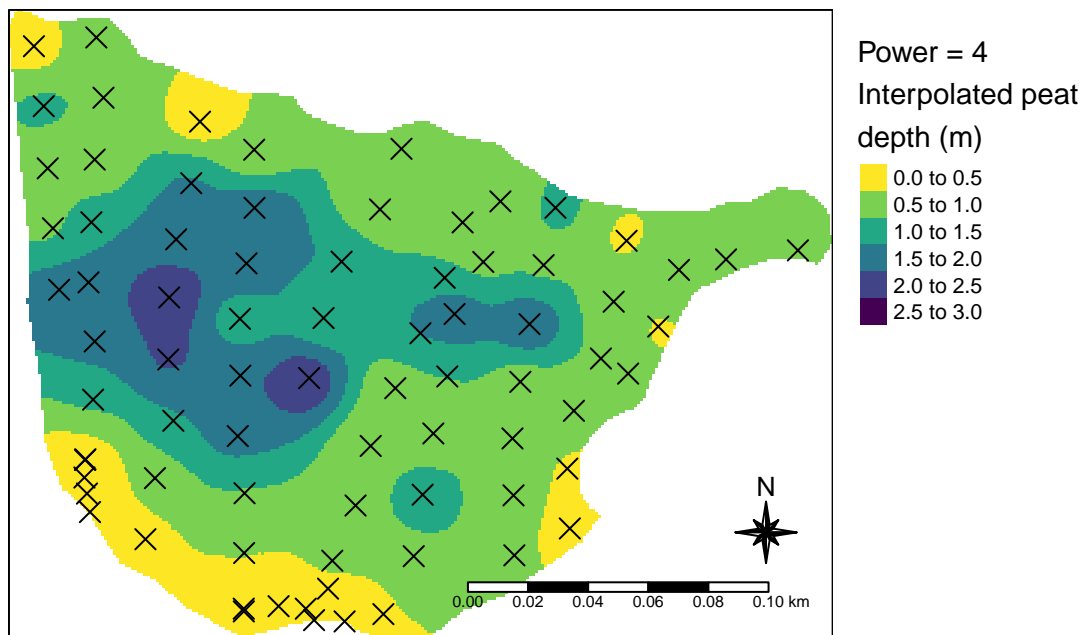 Power = 4
Interpolated peat
depth (m)
0.0 to 0.5
0.5 to 1.0
1.0 to 1.5
1.5 to 2.0
2.0 to 2.5
2.5 to 3.0
N
0.00 0.02 0.04 0.06 0.08 0.10 km